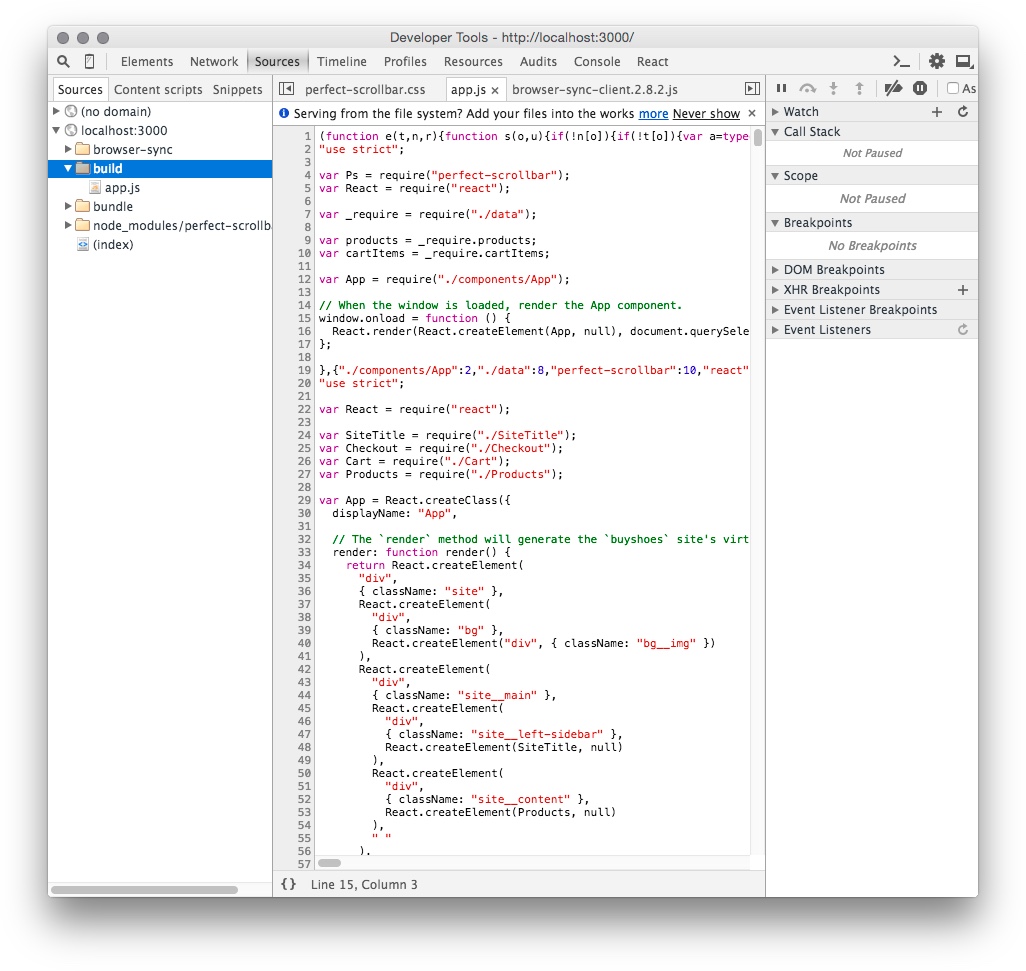 Developer Tools - http://localhost:3000/
Elements Network Sources Timeline Profiles Resources Audits Console React
Sources Content scripts Snippets
perfect-scrollbar.css app.js × browser-sync-client.2.8.2.js
As
(no domain)
localhost:3000
browser-sync
build
app.js
bundle
node_modules/perfect-scrollb
(index)
Serving from the file system? Add your files into the works more Never show ×
1 (function e(t,n,r){function s(o,u){if(!n[o]){if(!t[o]){var a=type
2 "use strict";
3
4 var Ps = require("perfect-scrollbar");
5 var React = require("react");
6
7 var _require = require("./data");
8
9 var products = _require.products;
10 var cartItems = _require.cartItems;
11
12 var App = require("./components/App");
13
14 // When the window is loaded, render the App component.
15 window.onload = function () {
16   React.render(React.createElement(App, null), document.querySele
17 };
18
19 },{"./components/App":2,"./data":8,"perfect-scrollbar":10,"react"
20 "use strict";
21
22 var React = require("react");
23
24 var SiteTitle = require("./SiteTitle");
25 var Checkout = require("./Checkout");
26 var Cart = require("./Cart");
27 var Products = require("./Products");
28
29 var App = React.createClass({
30   displayName: "App",
31
32   // The `render` method will generate the `buyshoes` site's virt
33   render: function render() {
34     return React.createElement(
35       "div",
36       { className: "site" },
37       React.createElement(
38         "div",
39         { className: "bg" },
40         React.createElement("div", { className: "bg__img" })
41       ),
42       React.createElement(
43         "div",
44         { className: "site__main" },
45         React.createElement(
46           "div",
47           { className: "site__left-sidebar" },
48           React.createElement(SiteTitle, null)
49         ),
50         React.createElement(
51           "div",
52           { className: "site__content" },
53           React.createElement(Products, null)
54         ),
55         " "
56       ),
57
{} Line 15, Column 3
Watch
Call Stack
Not Paused
Scope
Not Paused
Breakpoints
No Breakpoints
DOM Breakpoints
XHR Breakpoints
Event Listener Breakpoints
Event Listeners